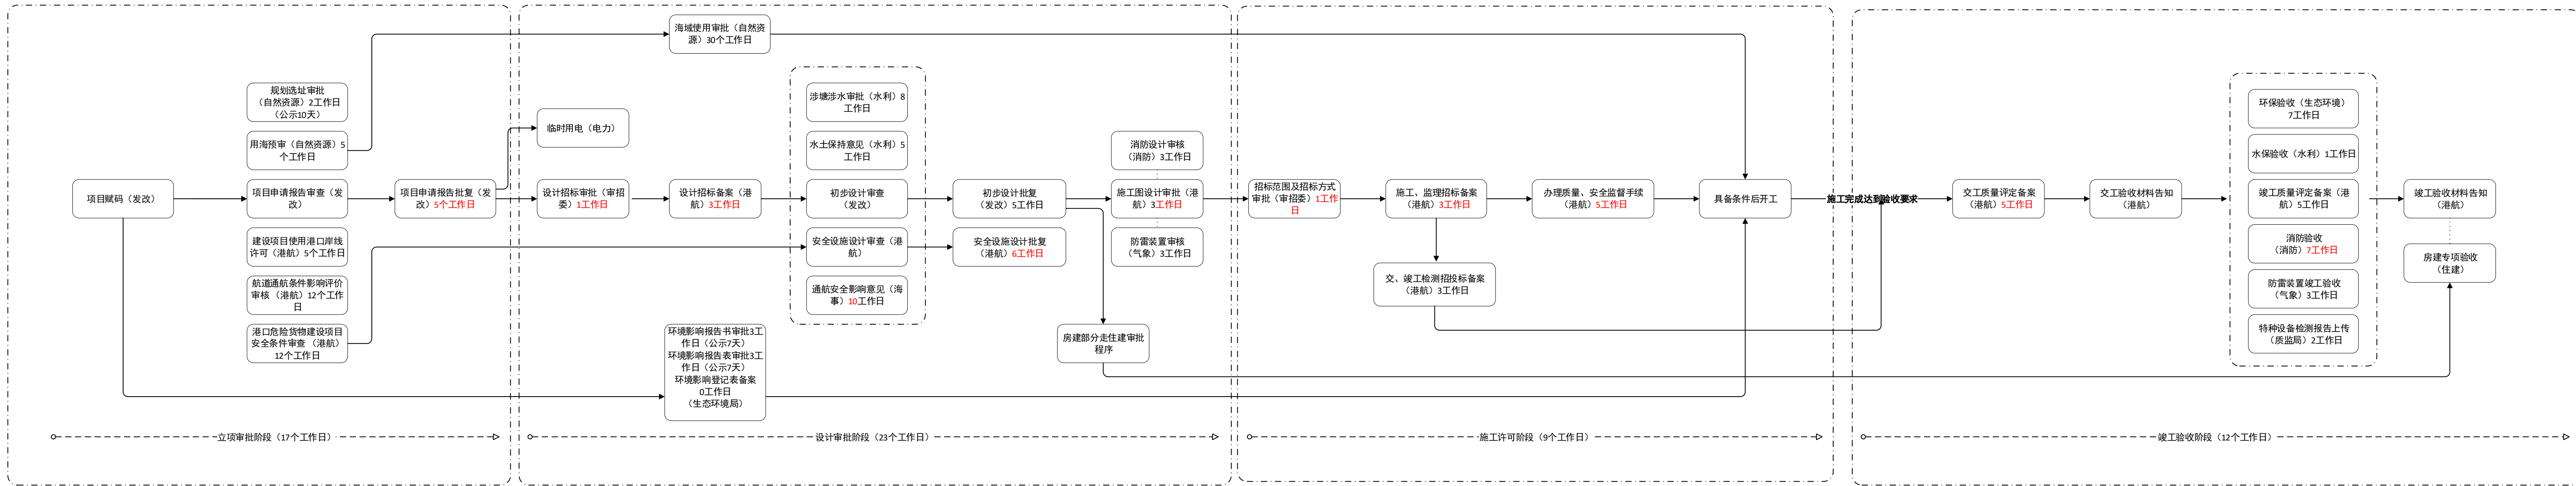 海域使用审批（自然资
源）30个工作日
规划选址审批
（自然资源）2工作日
（公示10天）
用海预审（自然资源）5
个工作日
项目赋码（发改）
项目申请报告审查（发
改）
项目申请报告批复（发
改）5个工作日
建设项目使用港口岸线
许可（港航）5个工作日
航道通航条件影响评价
审核 （港航）12个工作
日
港口危险货物建设项目
安全条件审查 （港航）
12个工作日
临时用电（电力）
设计招标审批（审招
委）1工作日
设计招标备案（港
航）3工作日
涉塘涉水审批（水利）8
工作日
水土保持意见（水利）5
工作日
初步设计审查
（发改）
安全设施设计审查（港
航）
通航安全影响意见（海
事）10工作日
初步设计批复
（发改）5工作日
安全设施设计批复
（港航）6工作日
消防设计审核
（消防）3工作日
施工图设计审批（港
航）3工作日
防雷装置审核
（气象）3工作日
房建部分走住建审批
程序
环境影响报告书审批3工
作日（公示7天）
环境影响报告表审批3工
作日（公示7天）
环境影响登记表备案
0工作日
（生态环境局）
招标范围及招标方式
审批（审招委）1工作
日
施工、监理招标备案
（港航）3工作日
办理质量、安全监督手续
（港航）5工作日
具备条件后开工
交、竣工检测招投标备案
（港航）3工作日
施工完成达到验收要求
交工质量评定备案
（港航）5工作日
交工验收材料告知
（港航）
环保验收（生态环境）
7工作日
水保验收（水利）1工作日
竣工质量评定备案（港
航）5工作日
消防验收
（消防）7工作日
防雷装置竣工验收
（气象）3工作日
特种设备检测报告上传
（质监局）2工作日
竣工验收材料告知
（港航）
房建专项验收
（住建）
立项审批阶段（17个工作日）
设计审批阶段（23个工作日）
施工许可阶段（9个工作日）
竣工验收阶段（12个工作日）